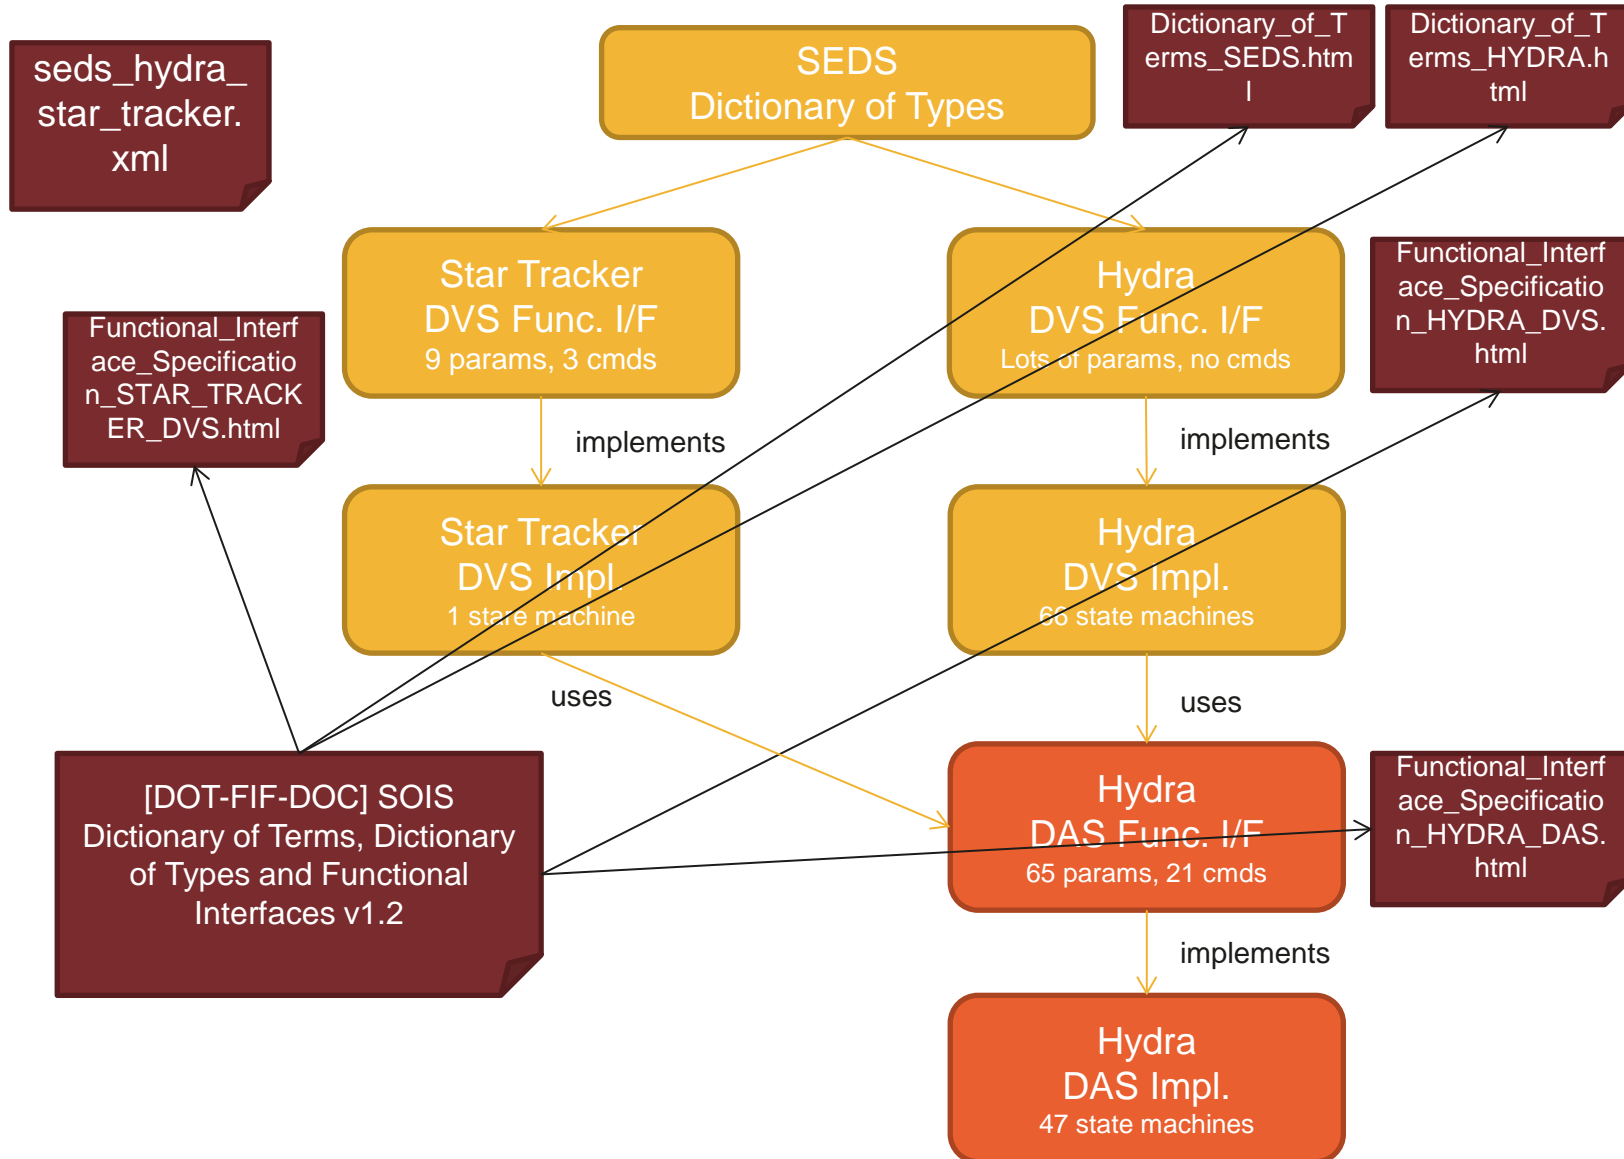 seds_hydra_
star_tracker.
xml
SEDS
Dictionary of Types
Dictionary_of_T
erms_SEDS.htm
l
Dictionary_of_T
erms_HYDRA.h
tml
Star Tracker
DVS Func. I/F
9 params, 3 cmds
Hydra
DVS Func. I/F
Lots of params, no cmds
Functional_Interf
ace_Specificatio
n_HYDRA_DVS.
html
Functional_Interf
ace_Specificatio
n_STAR_TRACK
ER_DVS.html
implements
implements
Star Tracker
DVS Impl.
1 stare machine
Hydra
DVS Impl.
66 state machines
uses
uses
[DOT-FIF-DOC] SOIS
Dictionary of Terms, Dictionary
of Types and Functional
Interfaces v1.2
Hydra
DAS Func. I/F
65 params, 21 cmds
Functional_Interf
ace_Specificatio
n_HYDRA_DAS.
html
implements
Hydra
DAS Impl.
47 state machines